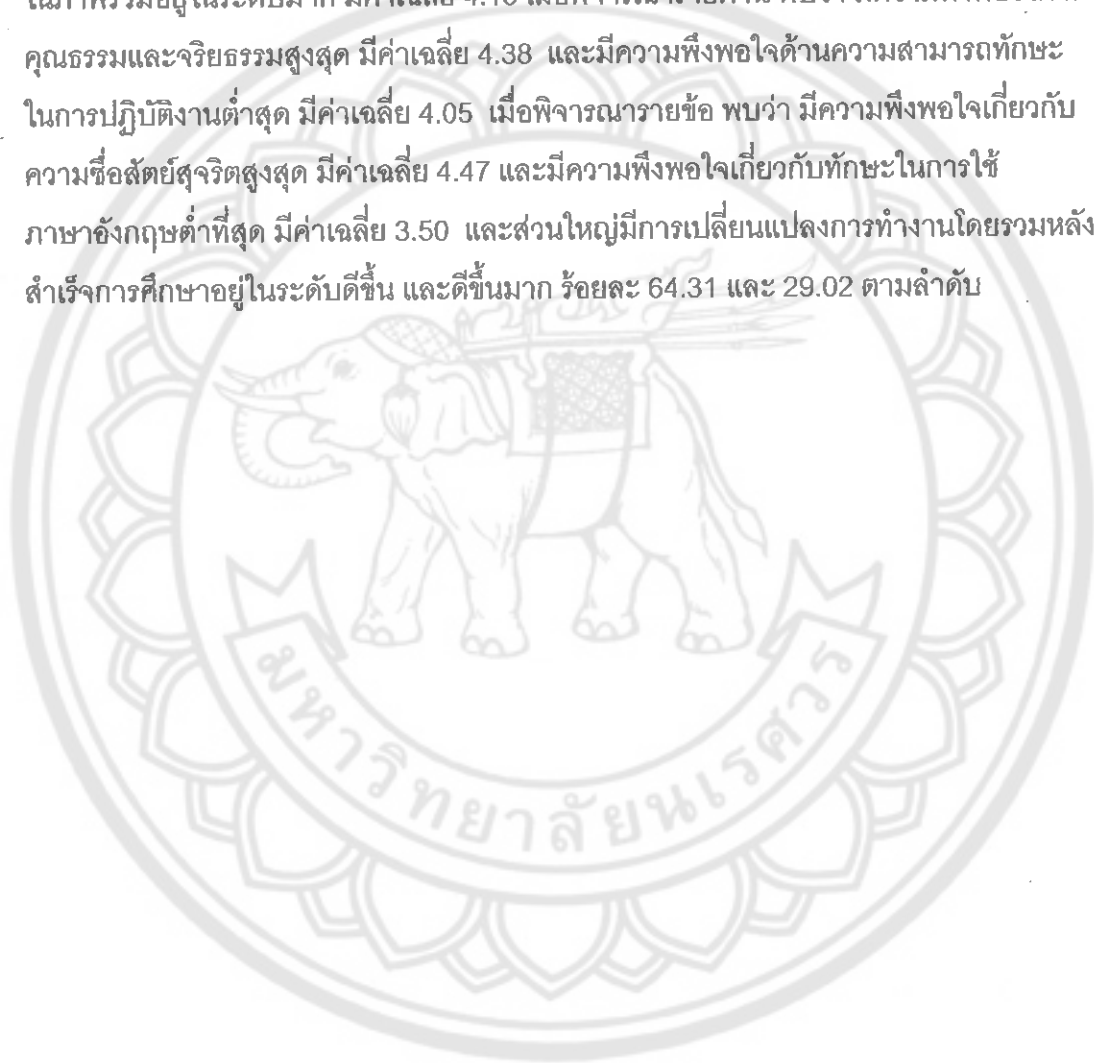 คุณธรรมและจริยธรรมสูงสุด มีค่าเฉลี่ย 4.38 และมีความพึงพอใจด้านความสามารถทักษะ
ในการปฏิบัติงานต่ำสุด มีค่าเฉลี่ย 4.05 เมื่อพิจารณารายข้อ พบว่า มีความพึงพอใจเกี่ยวกับ
ความซื่อสัตย์สุจริตสูงสุด มีค่าเฉลี่ย 4.47 และมีความพึงพอใจเกี่ยวกับทักษะในการใช้
ภาษาอังกฤษต่ำที่สุด มีค่าเฉลี่ย 3.50 และส่วนใหญ่มีการเปลี่ยนแปลงการทำงานโดยรวมหลัง
สำเร็จการศึกษาอยู่ในระดับดีขึ้น และดีขึ้นมาก ร้อยละ 64.31 และ 29.02 ตามลำดับ
มหาวิทยาลัยนเรศวร